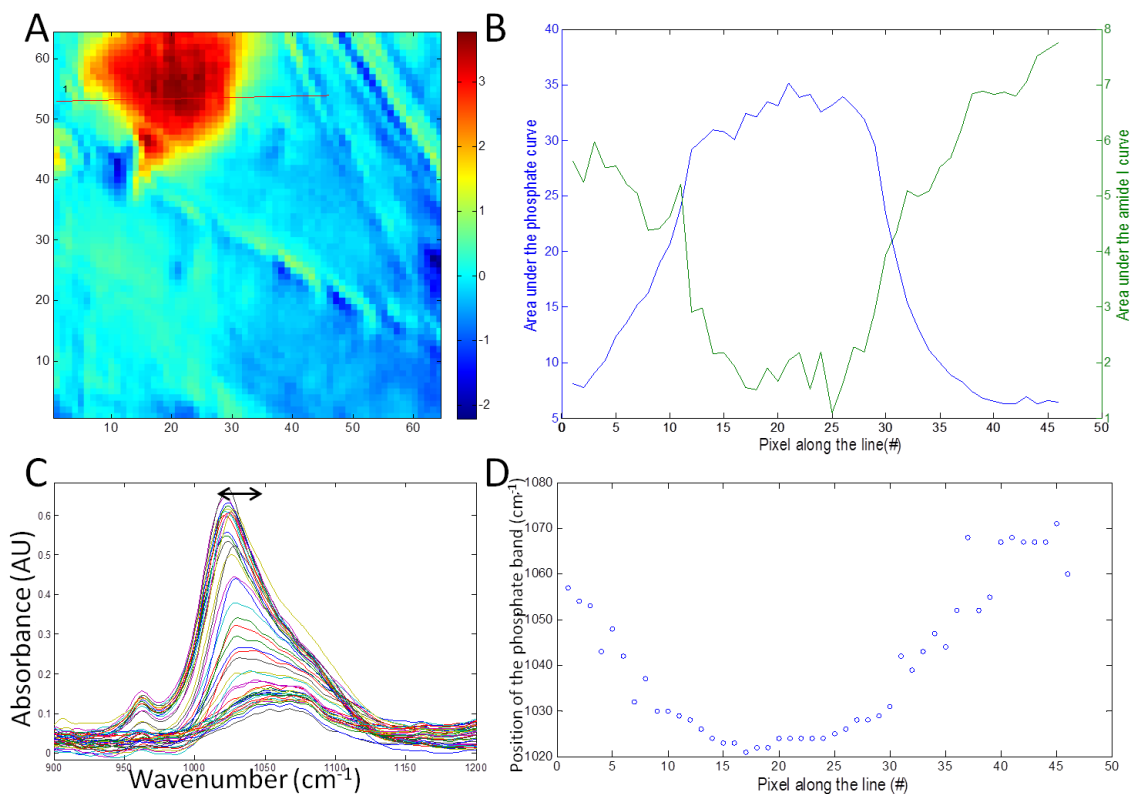 A
60
50
40
30
20
10
10 20 30 40 50 60
3
2
1
0
-1
-2
1
B
Area under the phosphate curve
40
35
30
25
20
15
10
5
0 5 10 15 20 25 30 35 40 45 50
Pixel along the line(#)
8
7
6
5
4
3
2
1
Area under the amide I curve
C
Absorbance (AU)
0.6
0.5
0.4
0.3
0.2
0.1
0
900 950 1000 1050 1100 1150 1200
Wavenumber (cm-1)
D
Position of the phosphate band (cm-1)
1080
1070
1060
1050
1040
1030
1020
0 5 10 15 20 25 30 35 40 45 50
Pixel along the line (#)